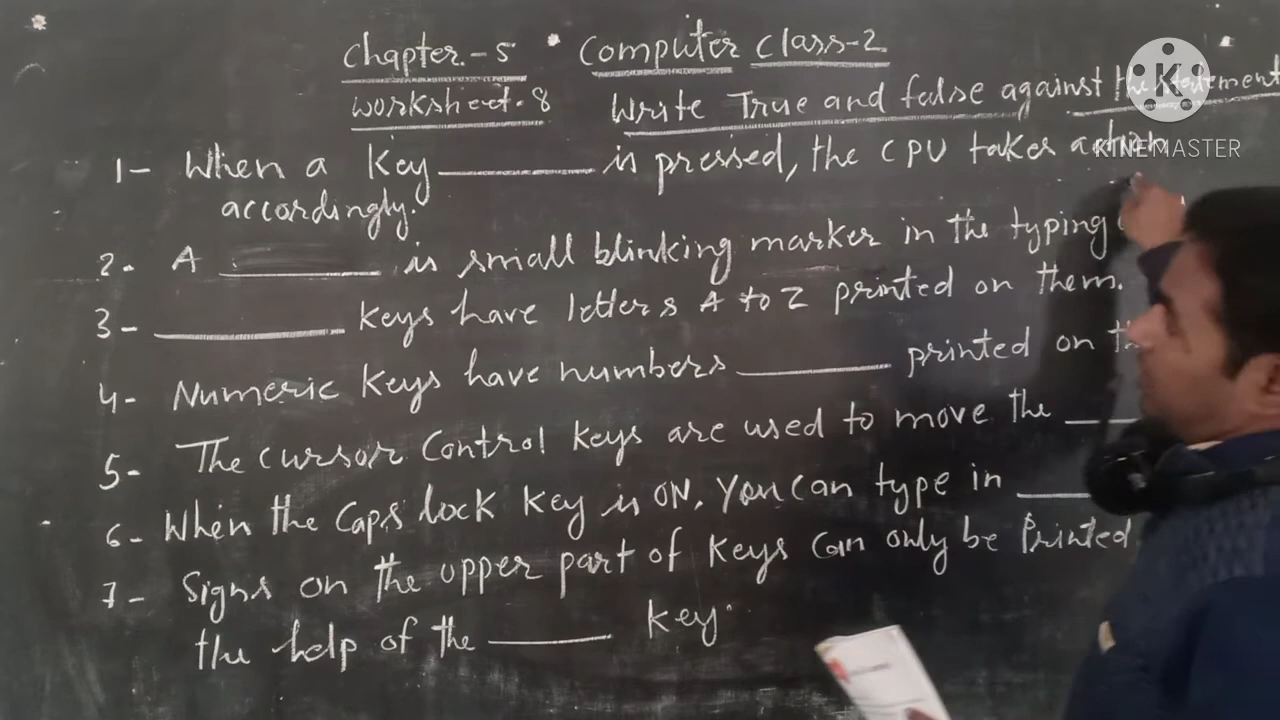 Chapter.-5 • Computer Class-2
Worksheet.8 Write True and false against the statement
1- When a Key ______ is pressed, the CPU takes action
accordingly.
2- A ______ is small blinking marker in the typing
3- ______ keys have letters A to Z printed on them.
4- Numeric Keys have numbers ______ printed on
5- The cursor Control Keys are used to move the ______
6- When the Caps lock Key is ON, You Can type in ______
7- Signs on the upper part of Keys Can only be Printed
the help of the ______ key.
K
KINEMASTER